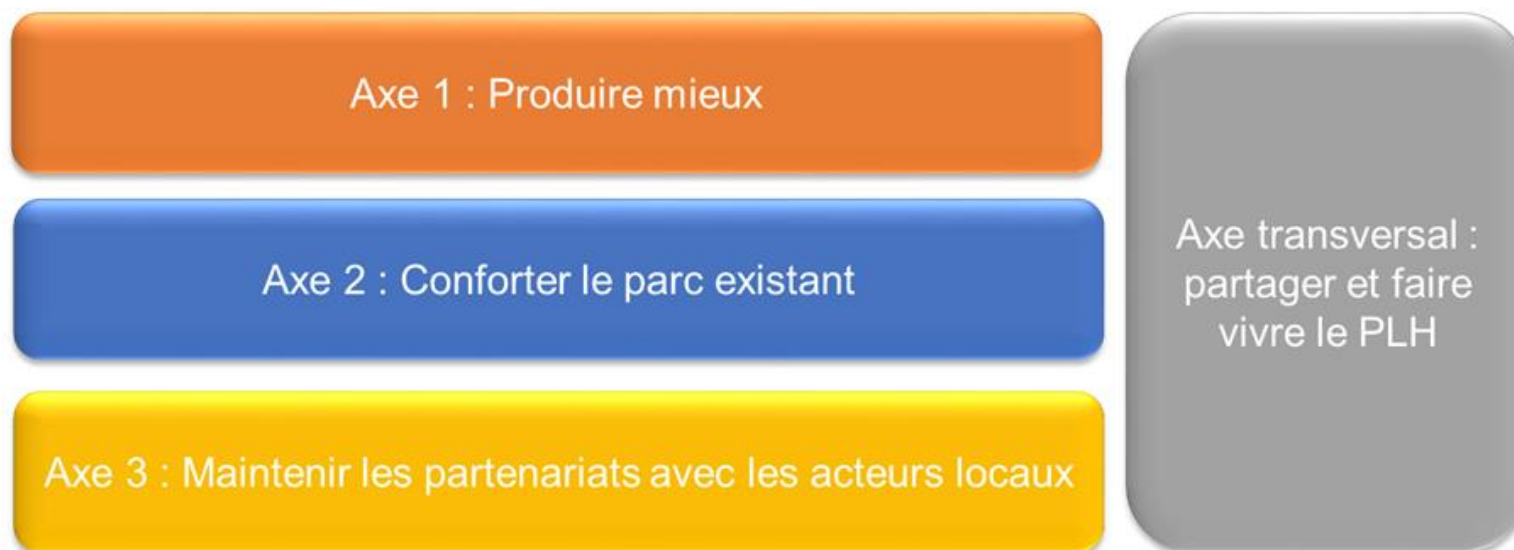 Axe 1 : Produire mieux
Axe 2 : Conforter le parc existant
Axe 3 : Maintenir les partenariats avec les acteurs locaux
Axe transversal :
partager et faire
vivre le PLH